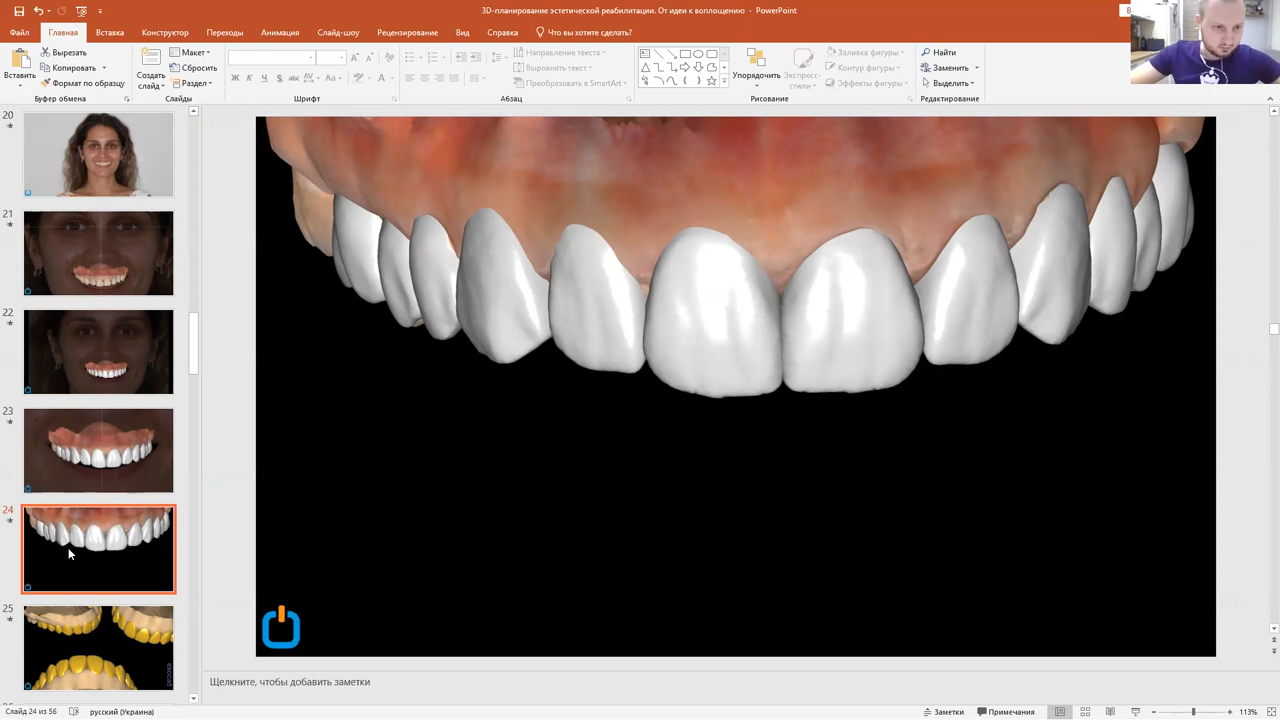 3D-планирование эстетической реабилитации. От идеи к воплощению - PowerPoint
Файл Главная Вставка Конструктор Переходы Анимация Слайд-шоу Рецензирование Вид Справка Что вы хотите сделать?
Вставить
Вырезать
Копировать
Формат по образцу
Буфер обмена
Создать слайд
Макет
Сбросить
Раздел
Слайды
Ж К Ч S abc AV Aa A
Шрифт
Направление текста
Выровнять текст
Преобразовать в SmartArt
Абзац
Упорядочить
Экспресс-стили
Заливка фигуры
Контур фигуры
Эффекты фигуры
Рисование
Найти
Заменить
Выделить
Редактирование
20
21
22
23
24
25
exocad
Щелкните, чтобы добавить заметки
Слайд 24 из 56 русский (Украина) Заметки Примечания 113%